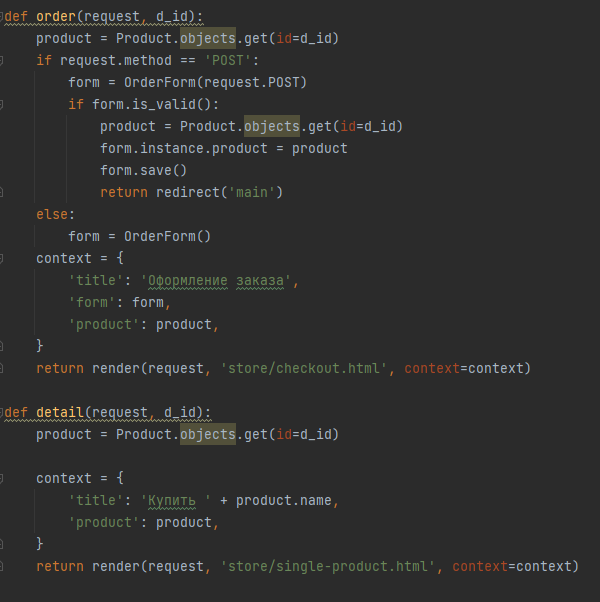 def order(request, d_id):
    product = Product.objects.get(id=d_id)
    if request.method == 'POST':
        form = OrderForm(request.POST)
        if form.is_valid():
            product = Product.objects.get(id=d_id)
            form.instance.product = product
            form.save()
            return redirect('main')
    else:
        form = OrderForm()
    context = {
        'title': 'Оформление заказа',
        'form': form,
        'product': product,
    }
    return render(request, 'store/checkout.html', context=context)

def detail(request, d_id):
    product = Product.objects.get(id=d_id)

    context = {
        'title': 'Купить ' + product.name,
        'product': product,
    }
    return render(request, 'store/single-product.html', context=context)